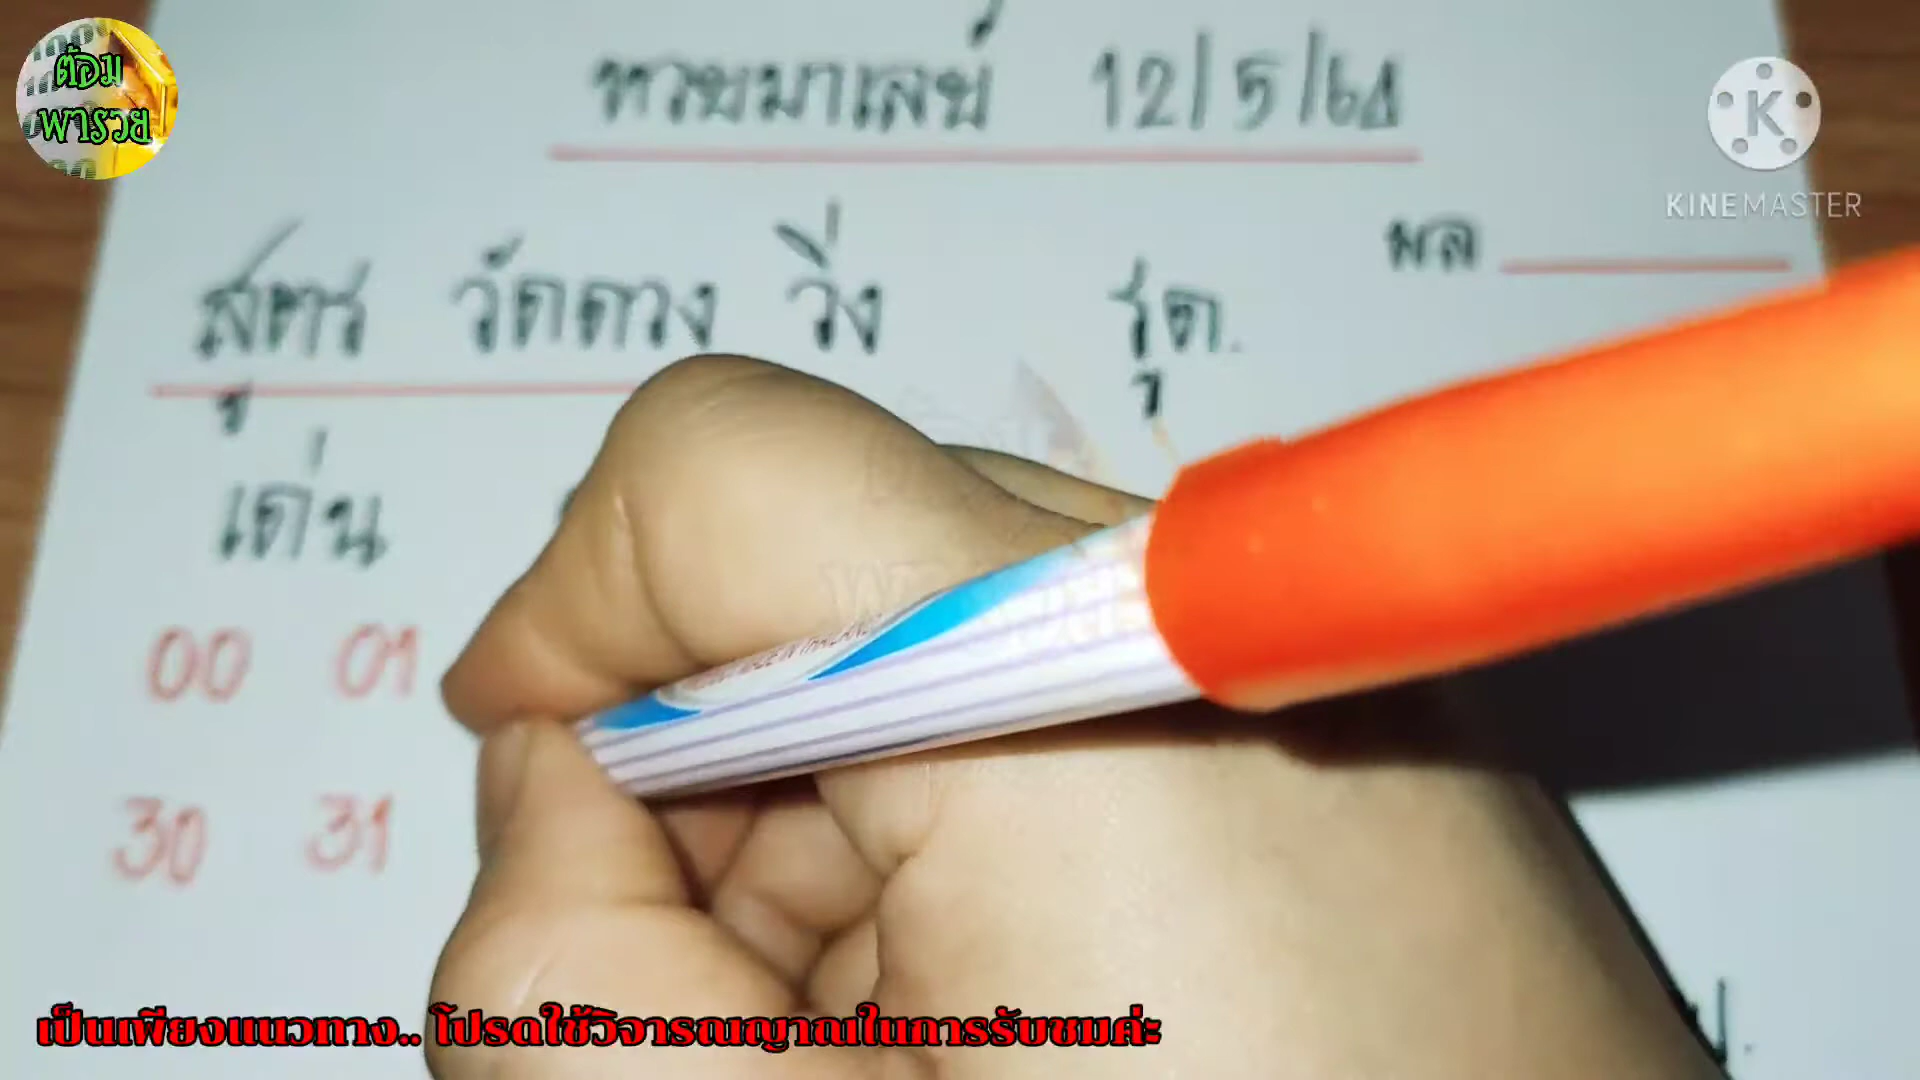 ต้อม
พารวย
หวยมาเลย์ 12/5/64
KINEMASTER
ผล
สูตร วัดดวง วิ่ง รูด.
เด่น
00 01
30 31
MADE IN THAILAND
เป็นเพียงแนวทาง.. โปรดใช้วิจารณญาณในการรับชมค่ะ